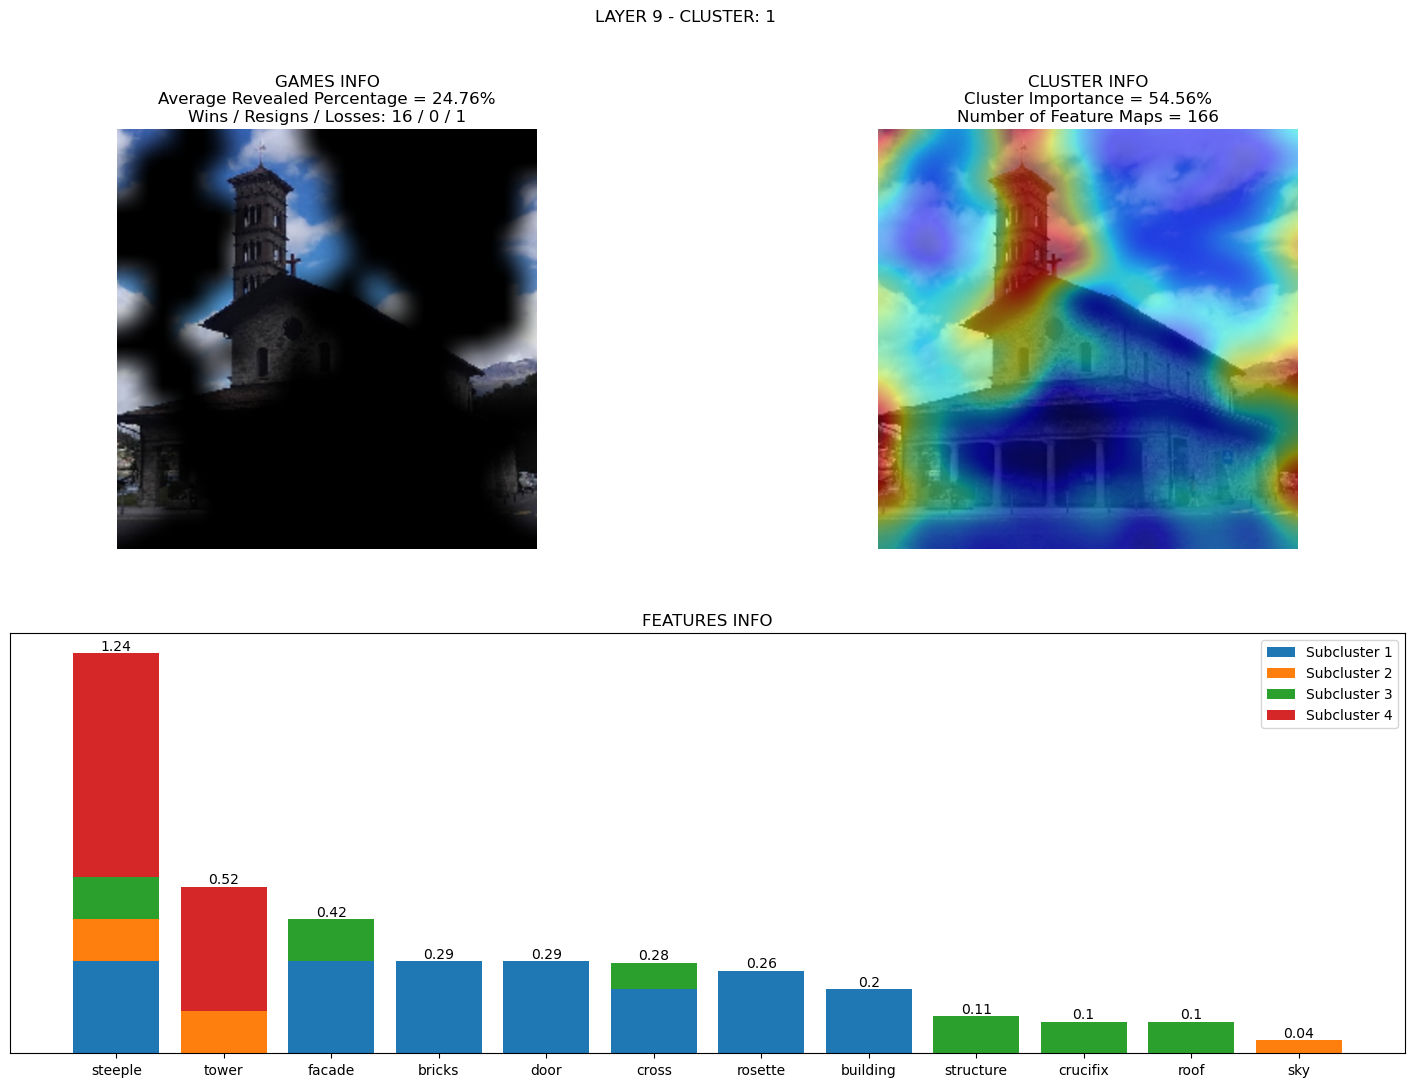 LAYER 9 - CLUSTER: 1
GAMES INFO
Average Revealed Percentage = 24.76%
Wins / Resigns / Losses: 16 / 0 / 1
CLUSTER INFO
Cluster Importance = 54.56%
Number of Feature Maps = 166
FEATURES INFO
Subcluster 1
Subcluster 2
Subcluster 3
Subcluster 4
1.24
0.52
0.42
0.29
0.29
0.28
0.26
0.2
0.11
0.1
0.1
0.04
steeple
tower
facade
bricks
door
cross
rosette
building
structure
crucifix
roof
sky